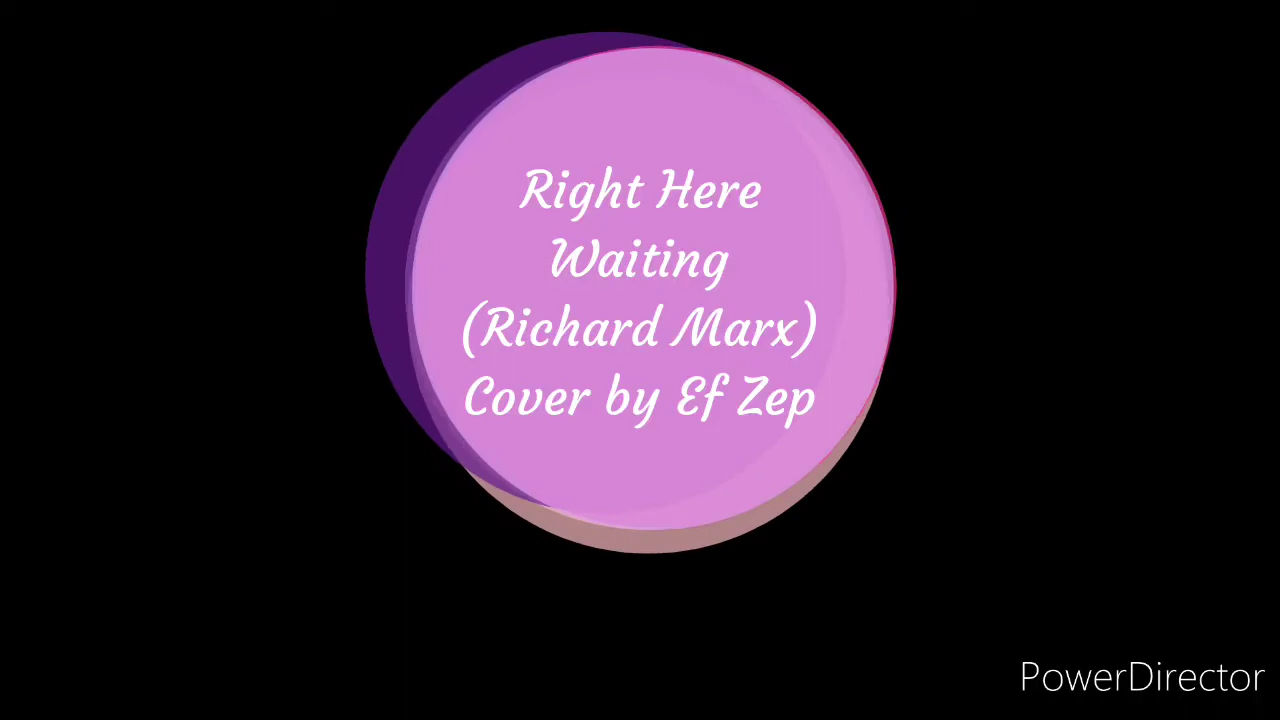 Right Here
Waiting
(Richard Marx)
Cover by Ef Zep
PowerDirector